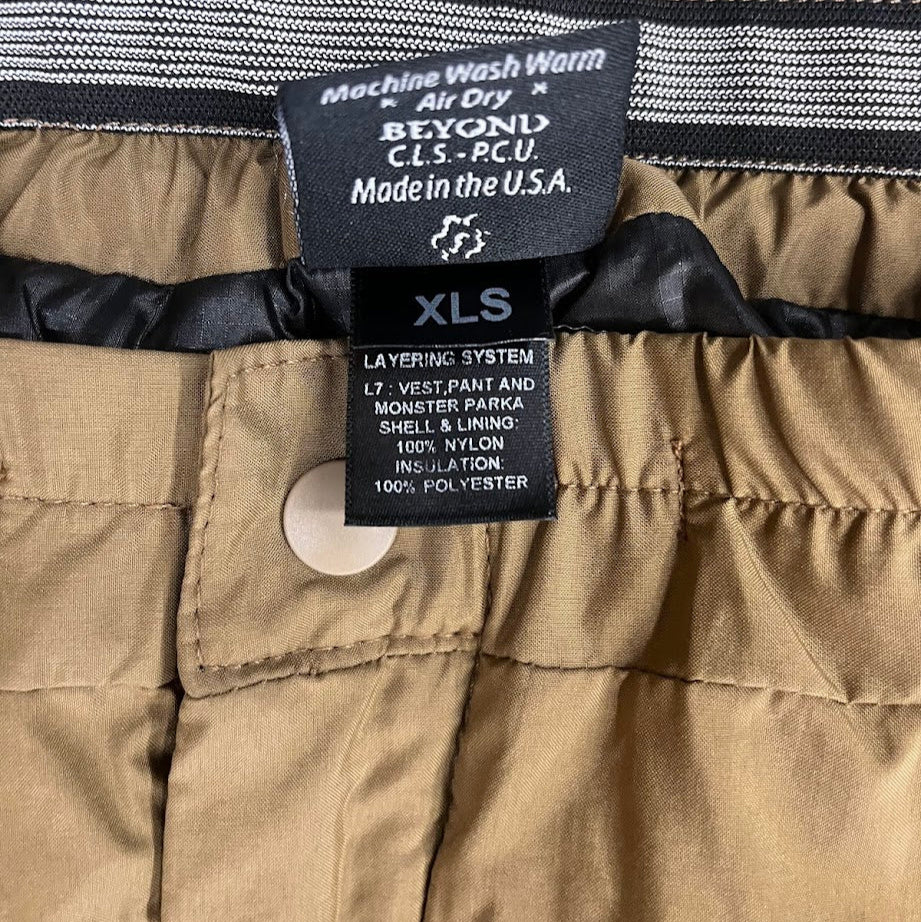 Machine Wash Warm
Air Dry
BEYOND
C.L.S.-P.C.U.
Made in the U.S.A.
XLS
LAYERING SYSTEM
L7 : VEST,PANT AND
MONSTER PARKA
SHELL & LINING:
100% NYLON
INSULATION:
100% POLYESTER